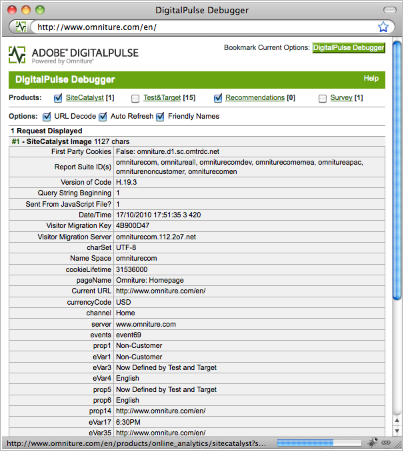 DigitalPulse Debugger
http://www.omniture.com/en/
ADOBE® DIGITALPULSE
Powered by Omniture®
Bookmark Current Options: DigitalPulse Debugger
DigitalPulse Debugger Help
Products: SiteCatalyst [1] Test&Target [15] Recommendations [0] Survey [1]
Options: URL Decode Auto Refresh Friendly Names
1 Request Displayed
#1 - SiteCatalyst Image 1127 chars
First Party Cookies False: omniture.d1.sc.omtrdc.net
Report Suite ID(s) omniturecom, omnitureall, omniturecomdev, omniturecomemea, omnitureapac,
omniturenoncustomer, omniturecomen
Version of Code H.19.3
Query String Beginning 1
Sent From JavaScript File? 1
Date/Time 17/10/2010 17:51:35 3 420
Visitor Migration Key 4B900D47
Visitor Migration Server omniturecom.112.2o7.net
charSet UTF-8
Name Space omniturecom
cookieLifetime 31536000
pageName Omniture: Homepage
Current URL http://www.omniture.com/en/
currencyCode USD
channel Home
server www.omniture.com
events event69
prop1 Non-Customer
eVar1 Non-Customer
eVar3 Now Defined by Test and Target
eVar4 English
prop5 Now Defined by Test and Target
prop6 English
prop14 http://www.omniture.com/en/
eVar17 6:30PM
eVar35 http://www.omniture.com/en/
http://www.omniture.com/en/products/online_analytics/sitecatalyst?s...